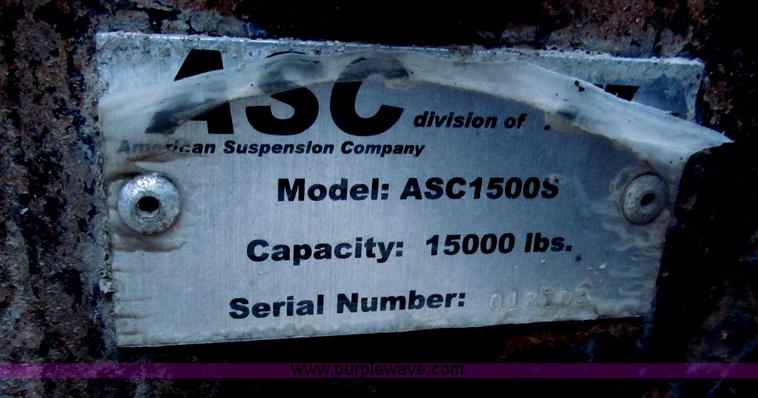 ASC division of
American Suspension Company
Model: ASC1500S
Capacity: 15000 lbs.
Serial Number:
www.purplewave.com